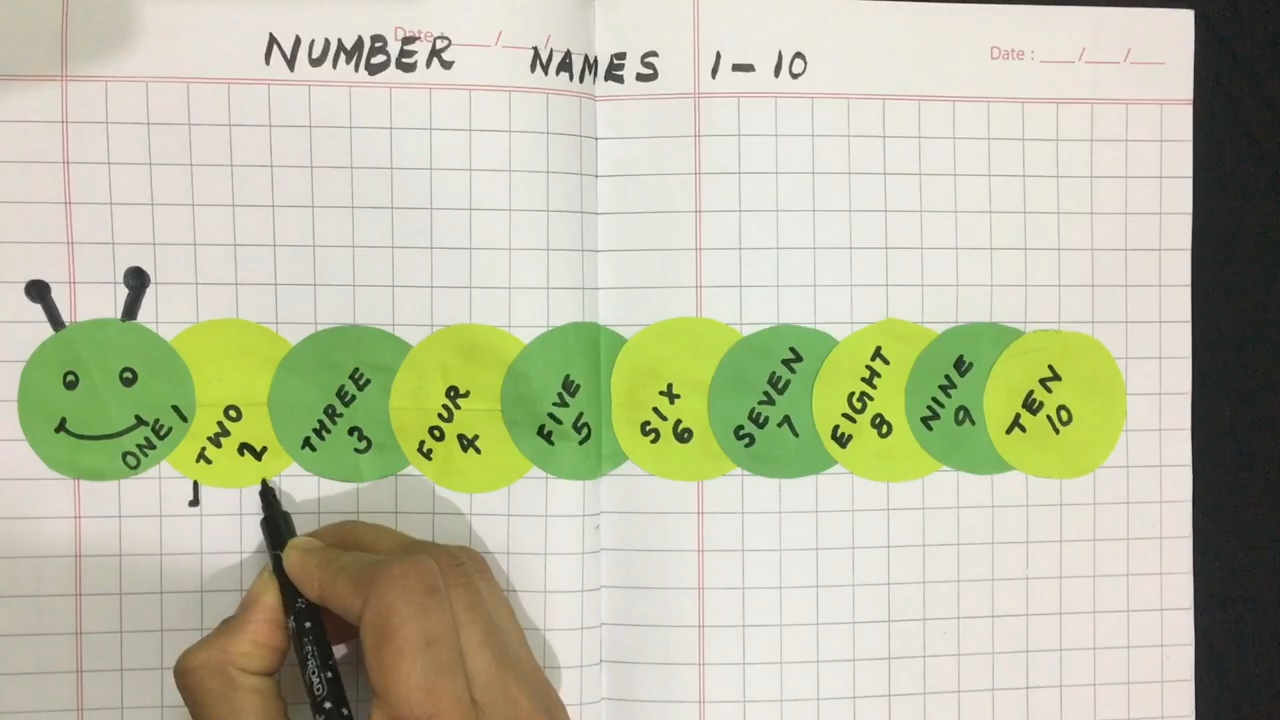 Date : ___/___/
NUMBER NAMES 1-10
Date : ___/___/___
ONE 1
TWO
2
THREE
3
FOUR
4
FIVE
5
SIX
6
SEVEN
7
EIGHT
8
NINE
9
TEN
10